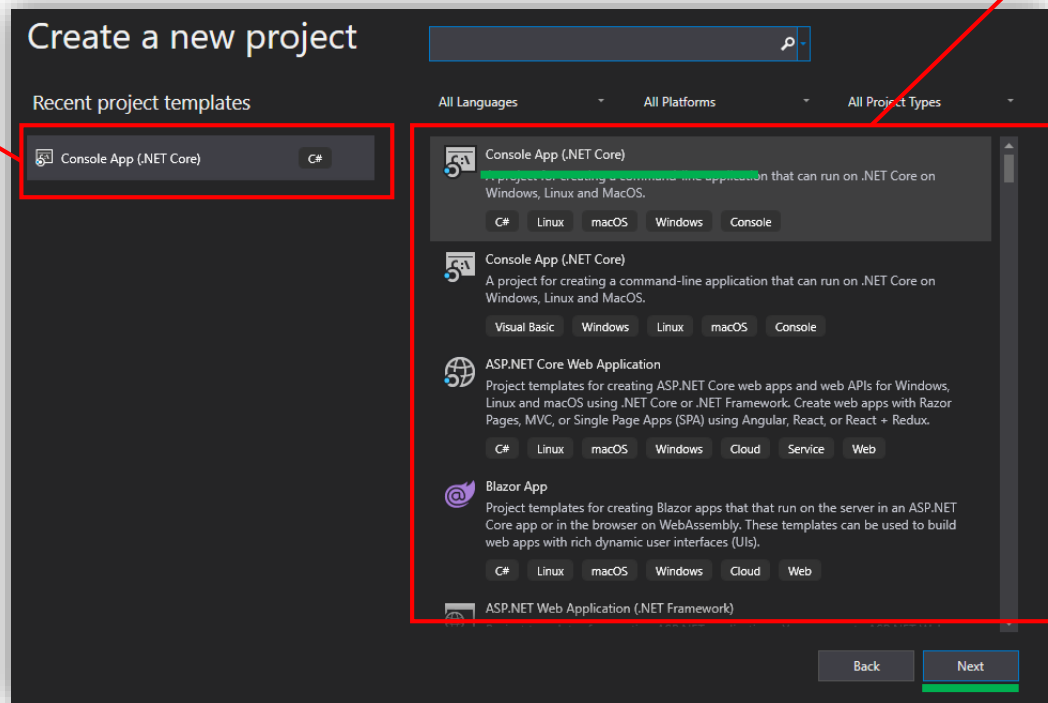 Create a new project
Recent project templates
Console App (.NET Core)
C#
All Languages
All Platforms
All Project Types
Console App (.NET Core)
A project for creating a command-line application that can run on .NET Core on
Windows, Linux and MacOS.
C# Linux macOS Windows Console
Console App (.NET Core)
A project for creating a command-line application that can run on .NET Core on
Windows, Linux and MacOS.
Visual Basic Windows Linux macOS Console
ASP.NET Core Web Application
Project templates for creating ASP.NET Core web apps and web APIs for Windows,
Linux and macOS using .NET Core or .NET Framework. Create web apps with Razor
Pages, MVC, or Single Page Apps (SPA) using Angular, React, or React + Redux.
C# Linux macOS Windows Cloud Service Web
Blazor App
Project templates for creating Blazor apps that that run on the server in an ASP.NET
Core app or in the browser on WebAssembly. These templates can be used to build
web apps with rich dynamic user interfaces (UIs).
C# Linux macOS Windows Cloud Web
ASP.NET Web Application (.NET Framework)
Back
Next